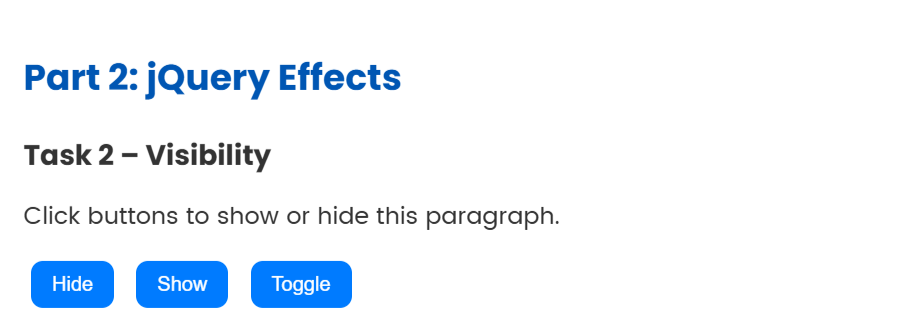 Part 2: jQuery Effects
Task 2 – Visibility
Click buttons to show or hide this paragraph.
Hide Show Toggle